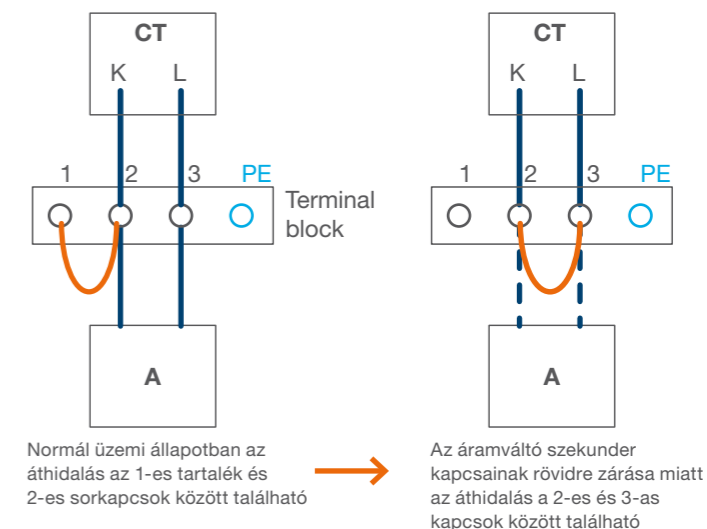 CT
K L
1 2 3 PE
Terminal
block
A
Normál üzemi állapotban az
áthidalás az 1-es tartalék és
2-es sorkapcsok között található
CT
K L
1 2 3 PE
A
Az áramváltó szekunder
kapcsainak rövidre zárása miatt
az áthidalás a 2-es és 3-as
kapcsok között található